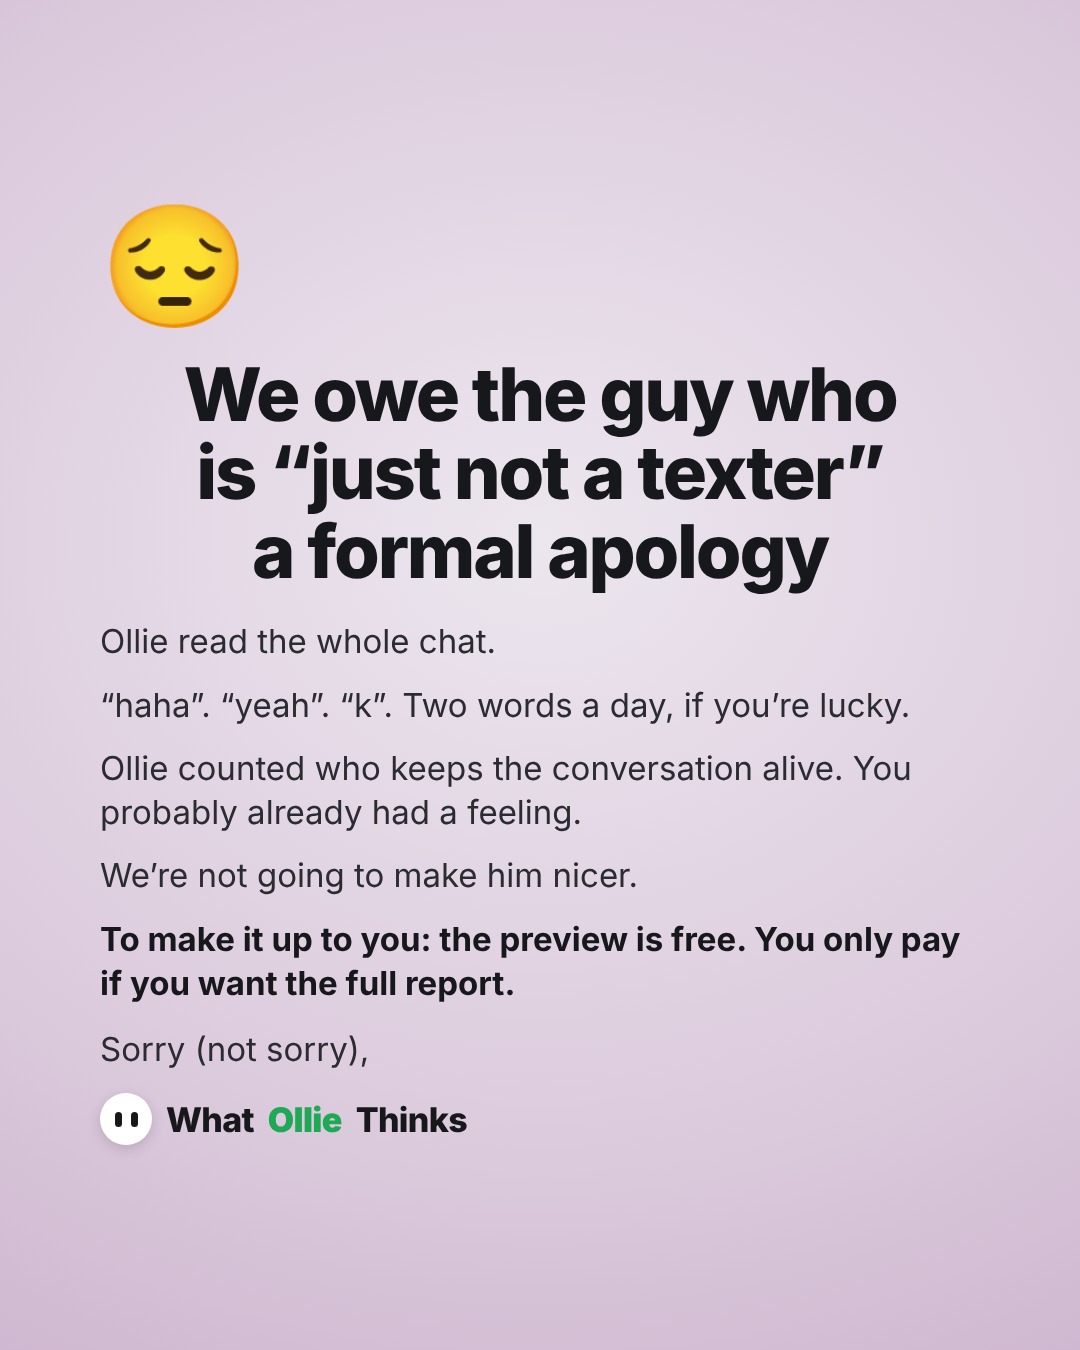 We owe the guy who
is “just not a texter”
a formal apology
Ollie read the whole chat.
“haha”. “yeah”. “k”. Two words a day, if you’re lucky.
Ollie counted who keeps the conversation alive. You
probably already had a feeling.
We’re not going to make him nicer.
To make it up to you: the preview is free. You only pay
if you want the full report.
Sorry (not sorry),
What Ollie Thinks